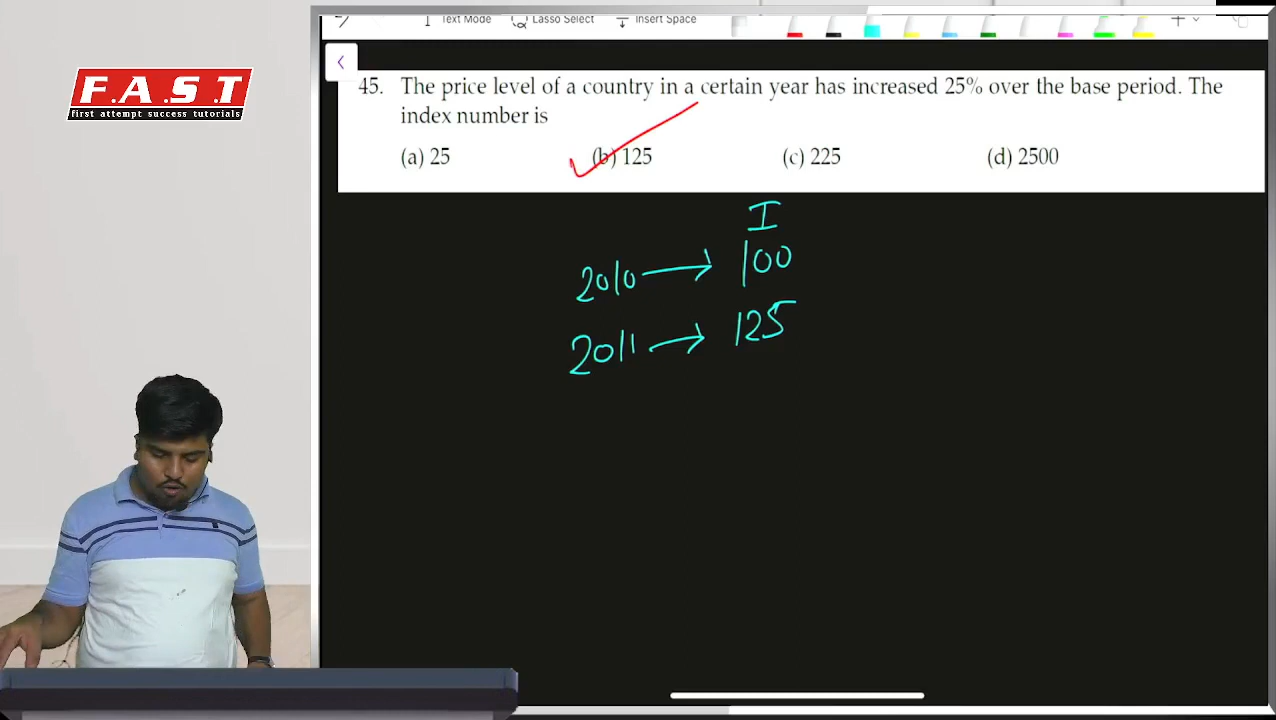 Text Mode Lasso Select Insert Space
F.A.S.T
first attempt success tutorials
45. The price level of a country in a certain year has increased 25% over the base period. The
index number is
(a) 25 (b) 125 (c) 225 (d) 2500
I
2010 → 100
2011 → 125